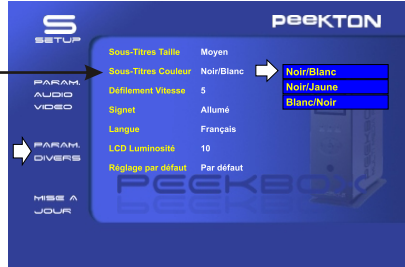 S
SETUP
PEEKTON
Sous-Titres Taille Moyen
Sous-Titres Couleur Noir/Blanc
Noir/Blanc
Noir/Jaune
Blanc/Noir
PARAM.
AUDIO
VIDEO
Défilement Vitesse 5
Signet Allumé
Langue Français
PARAM.
DIVERS
LCD Luminosité 10
Réglage par défaut Par défaut
PEEKBOX
MISE A
JOUR